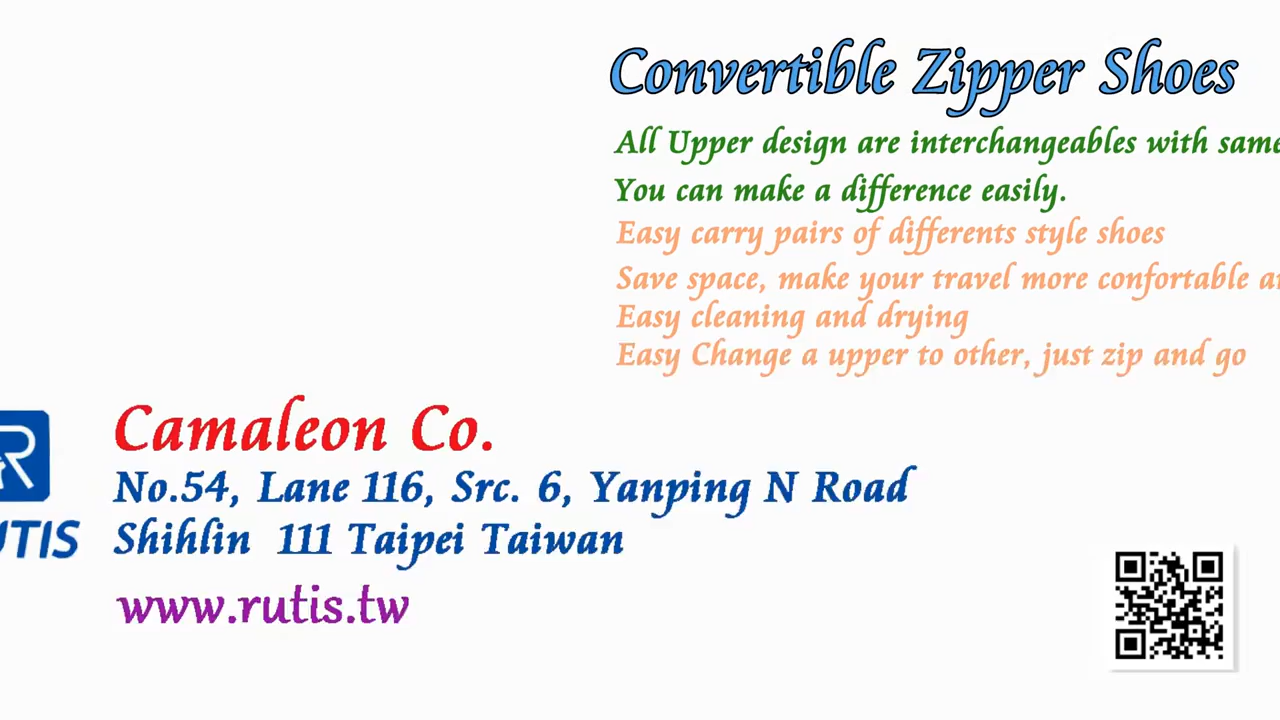 Convertible Zipper Shoes
All Upper design are interchangeables with same
You can make a difference easily.
Easy carry pairs of differents style shoes
Save space, make your travel more confortable
Easy cleaning and drying
Easy Change a upper to other, just zip and go
Camaleon Co.
No.54, Lane 116, Src. 6, Yanping N Road
Shihlin 111 Taipei Taiwan
www.rutis.tw